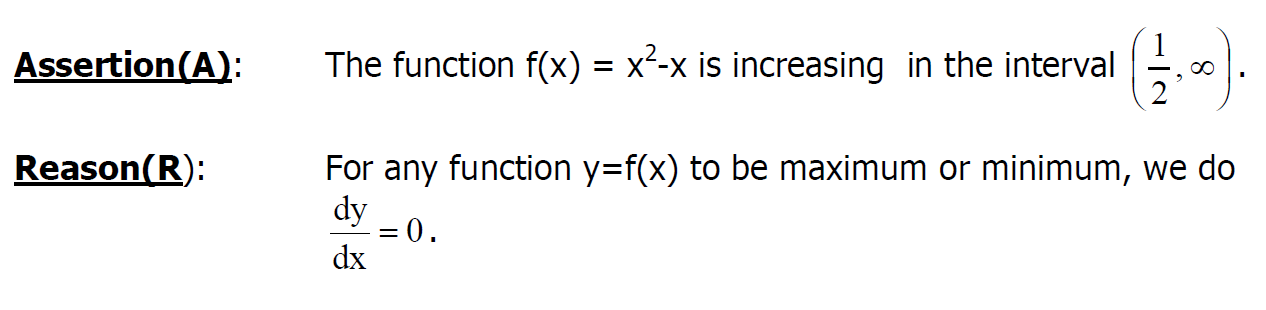 Assertion(A): The function f(x) = x²-x is increasing in the interval (1/2, ∞).
Reason(R): For any function y=f(x) to be maximum or minimum, we do
dy/dx = 0.